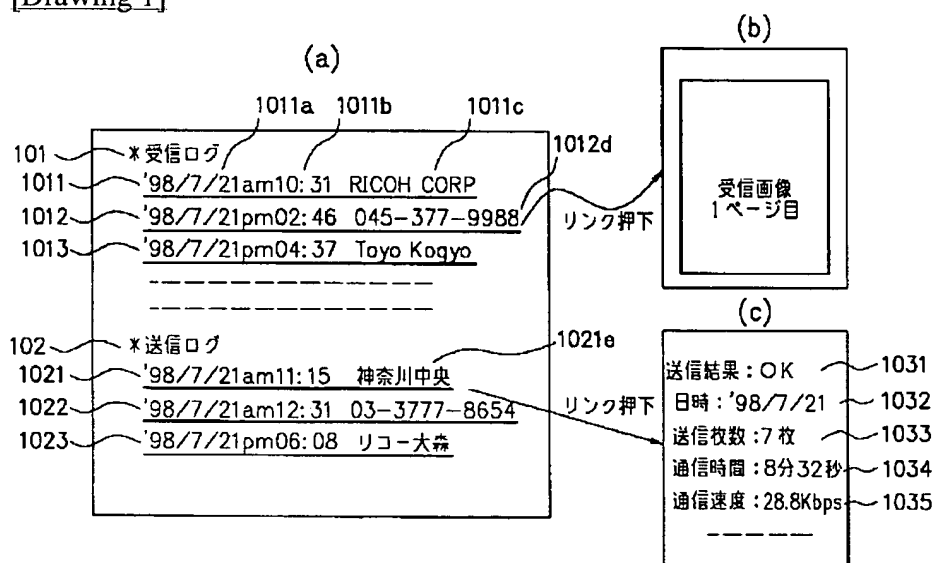 [Drawing 1]
(a)
1011a 1011b 1011c
101 *受信ログ
1011 '98/7/21am10:31 RICOH CORP
1012d
1012 '98/7/21pm02:46 045-377-9988
1013 '98/7/21pm04:37 Toyo Kogyo
102 *送信ログ
1021e
1021 '98/7/21am11:15 神奈川中央
1022 '98/7/21am12:31 03-3777-8654
1023 '98/7/21pm06:08 リコー大森
(b)
リンク押下
受信画像
1ページ目
(c)
リンク押下
送信結果:OK 1031
日時:'98/7/21 1032
送信枚数:7枚 1033
通信時間:8分32秒 1034
通信速度:28.8Kbps 1035